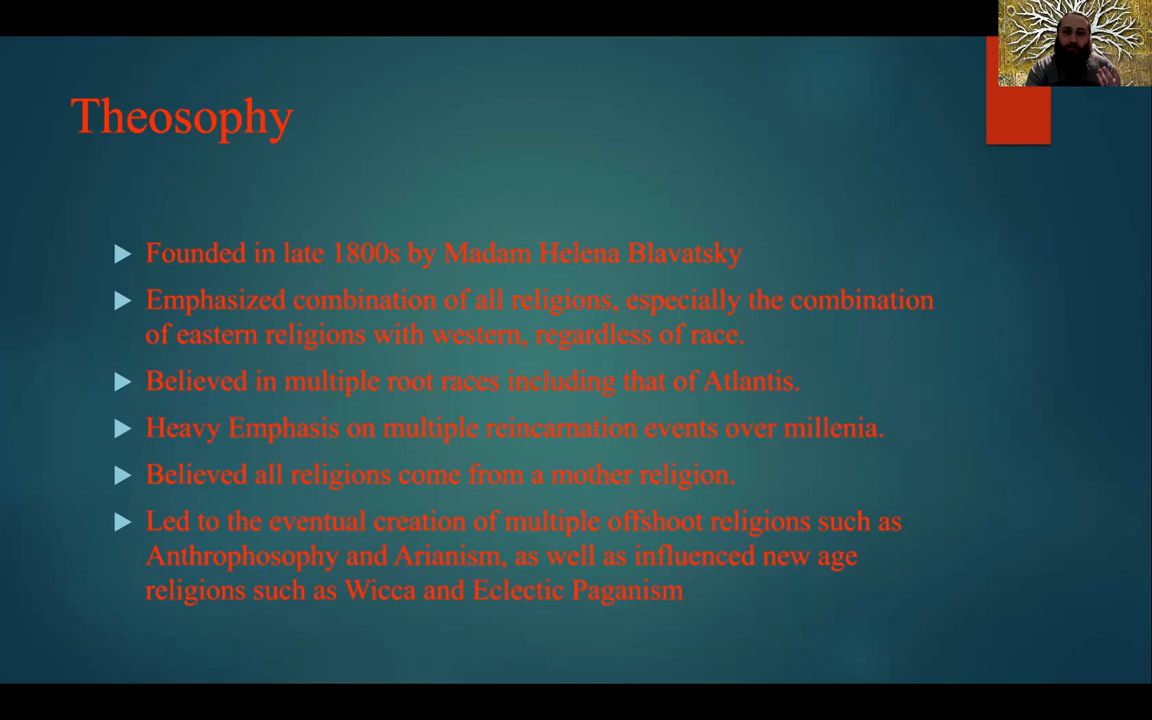 Theosophy
Founded in late 1800s by Madam Helena Blavatsky
Emphasized combination of all religions, especially the combination
of eastern religions with western, regardless of race.
Believed in multiple root races including that of Atlantis.
Heavy Emphasis on multiple reincarnation events over millenia.
Believed all religions come from a mother religion.
Led to the eventual creation of multiple offshoot religions such as
Anthrophosophy and Arianism, as well as influenced new age
religions such as Wicca and Eclectic Paganism